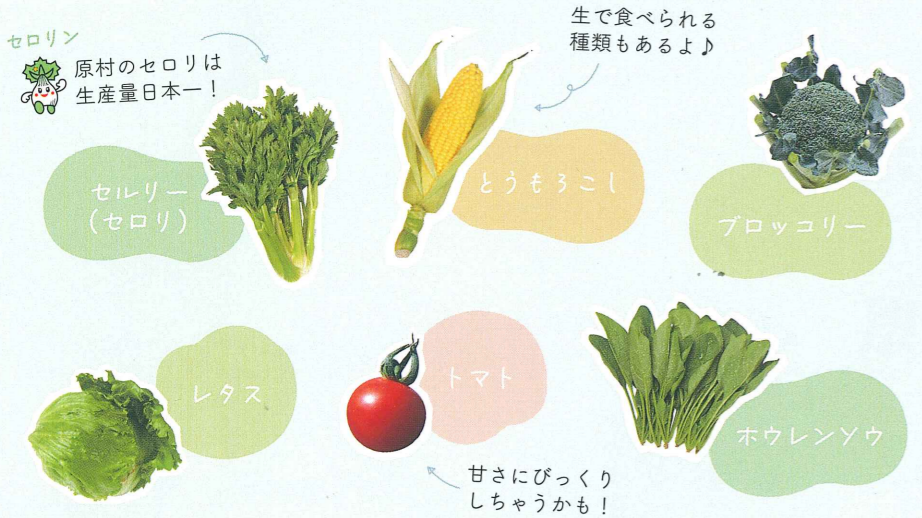 セロリン
原村のセロリは
生産量日本一！
生で食べられる
種類もあるよ♪
セルリー
（セロリ）
とうもろこし
ブロッコリー
レタス
トマト
ホウレンソウ
甘さにびっくり
しちゃうかも！